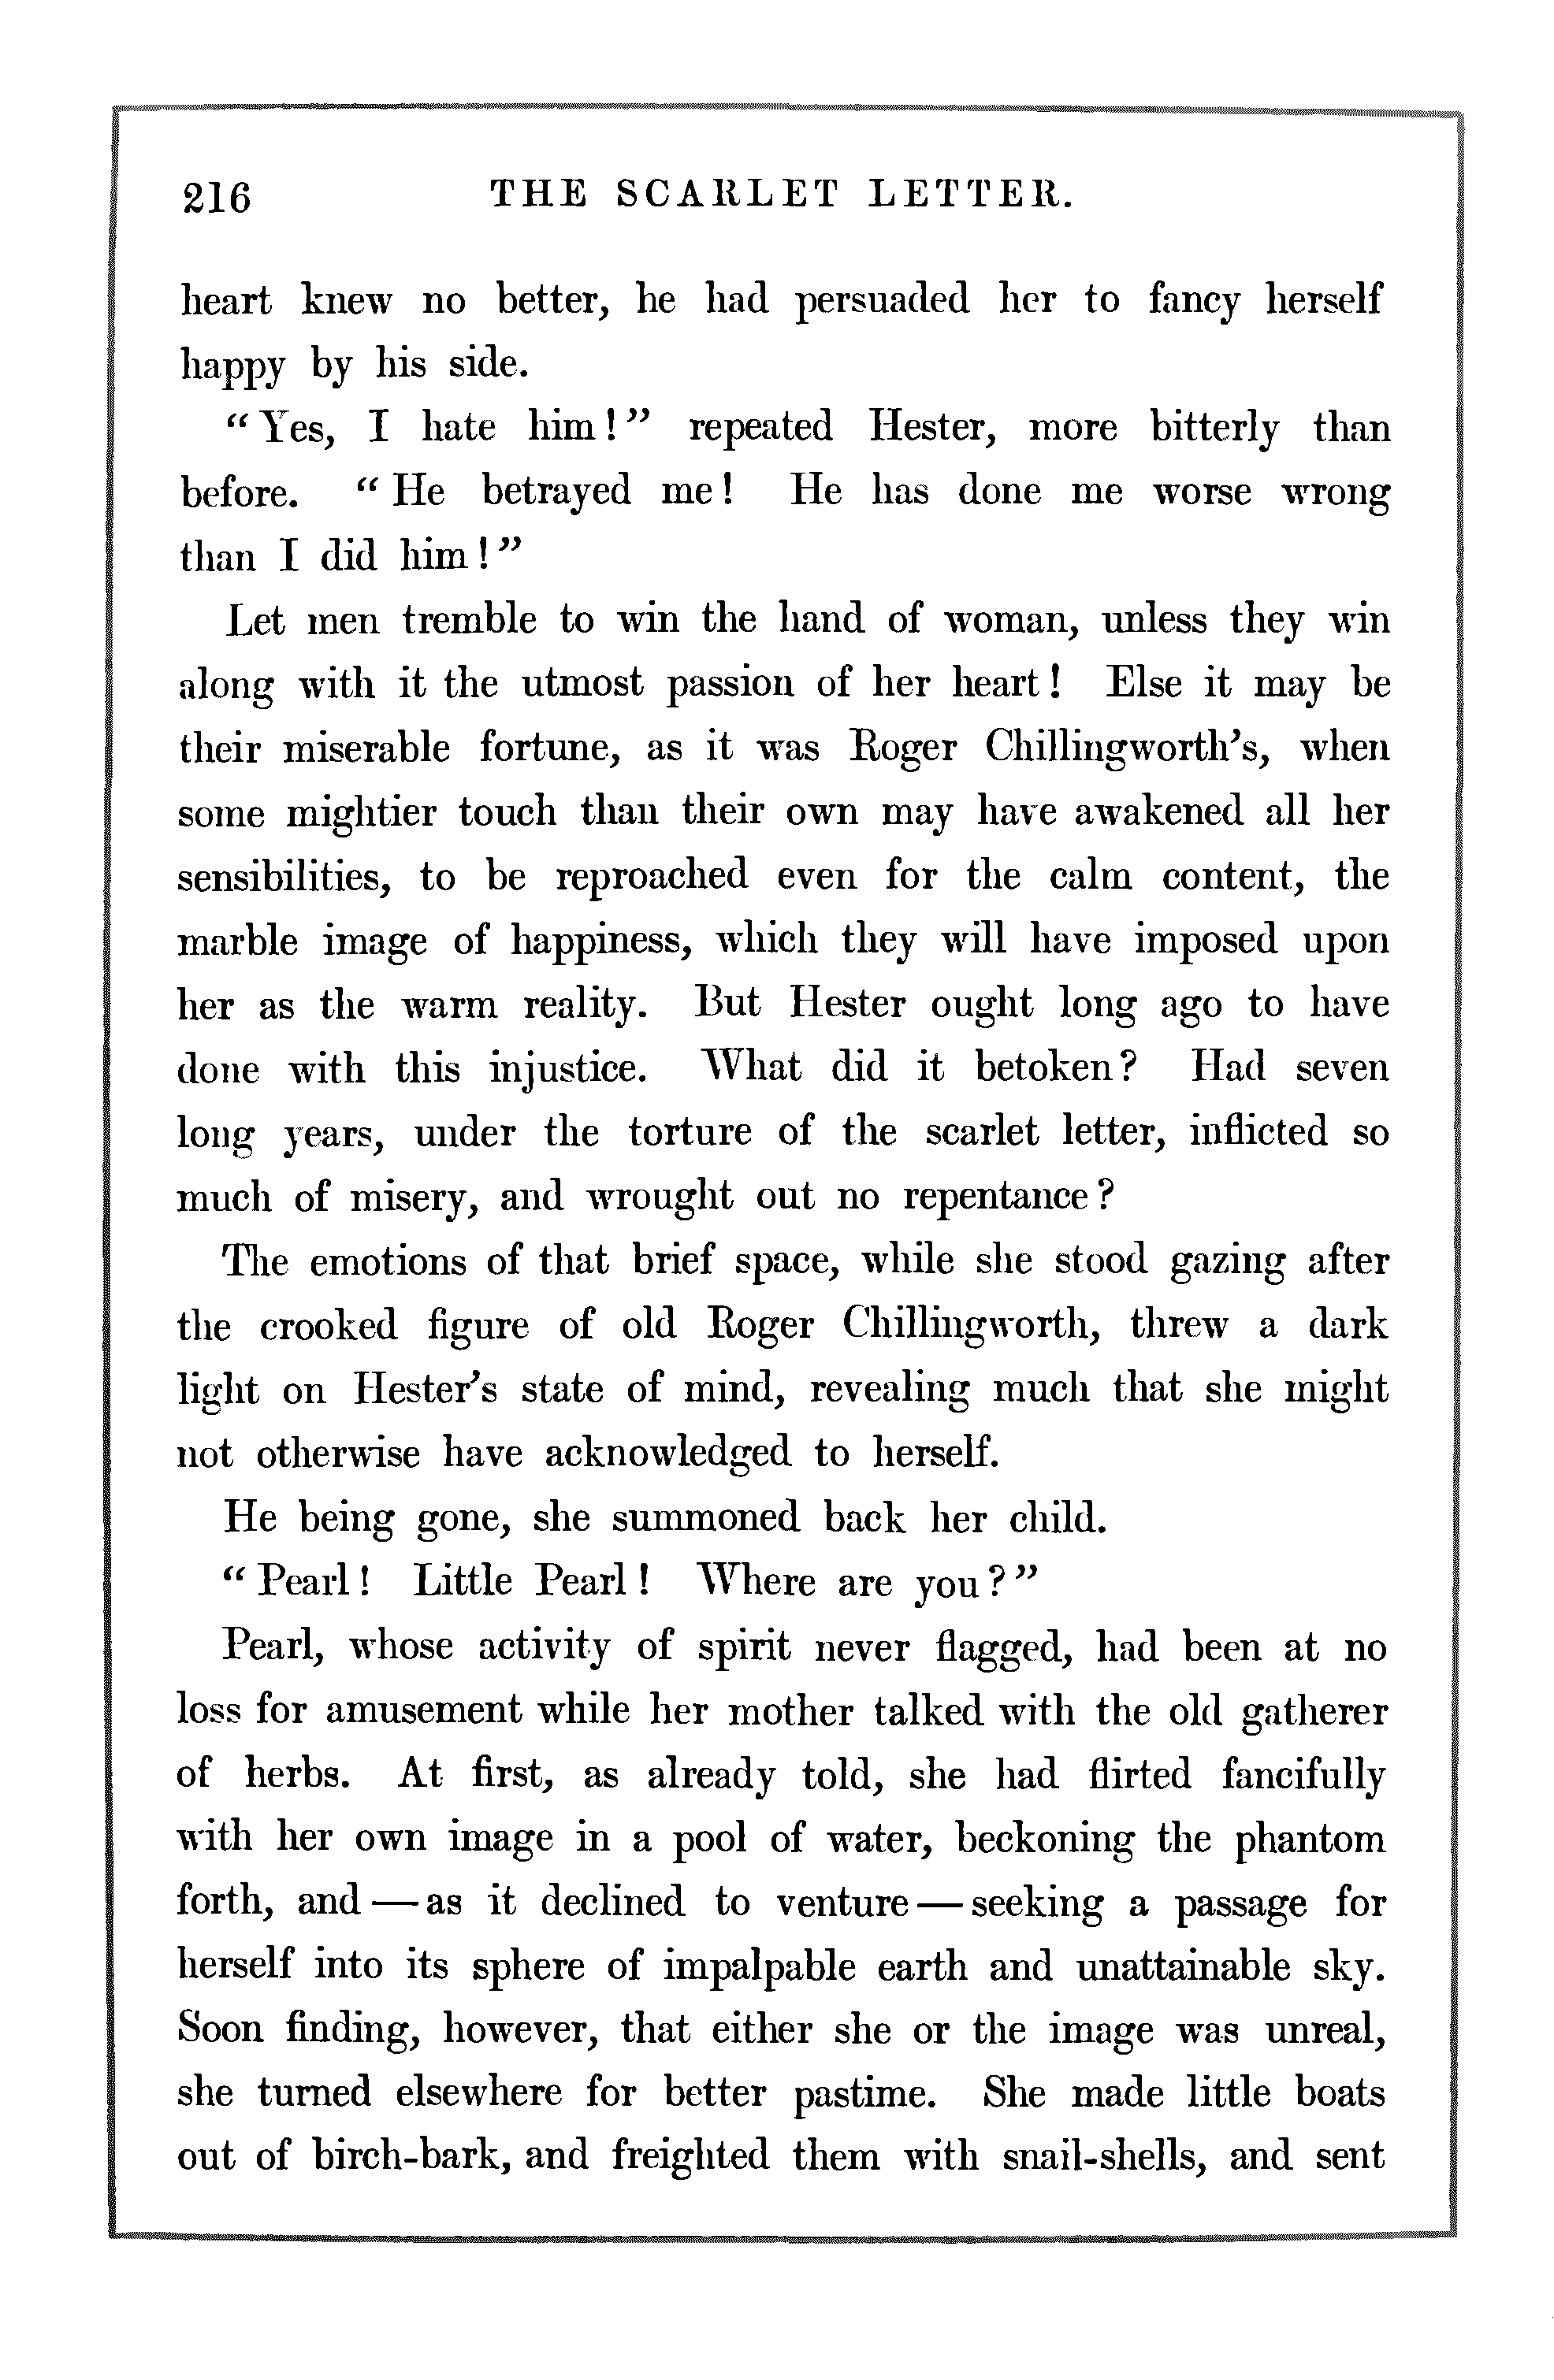 216 THE SCARLET LETTER.
heart knew no better, he had persuaded her to fancy herself
happy by his side.
“Yes, I hate him!” repeated Hester, more bitterly than
before. “He betrayed me! He has done me worse wrong
than I did him!”
Let men tremble to win the hand of woman, unless they win
along with it the utmost passion of her heart! Else it may be
their miserable fortune, as it was Roger Chillingworth’s, when
some mightier touch than their own may have awakened all her
sensibilities, to be reproached even for the calm content, the
marble image of happiness, which they will have imposed upon
her as the warm reality. But Hester ought long ago to have
done with this injustice. What did it betoken? Had seven
long years, under the torture of the scarlet letter, inflicted so
much of misery, and wrought out no repentance?
The emotions of that brief space, while she stood gazing after
the crooked figure of old Roger Chillingworth, threw a dark
light on Hester’s state of mind, revealing much that she might
not otherwise have acknowledged to herself.
He being gone, she summoned back her child.
“Pearl! Little Pearl! Where are you?”
Pearl, whose activity of spirit never flagged, had been at no
loss for amusement while her mother talked with the old gatherer
of herbs. At first, as already told, she had flirted fancifully
with her own image in a pool of water, beckoning the phantom
forth, and — as it declined to venture — seeking a passage for
herself into its sphere of impalpable earth and unattainable sky.
Soon finding, however, that either she or the image was unreal,
she turned elsewhere for better pastime. She made little boats
out of birch-bark, and freighted them with snail-shells, and sent